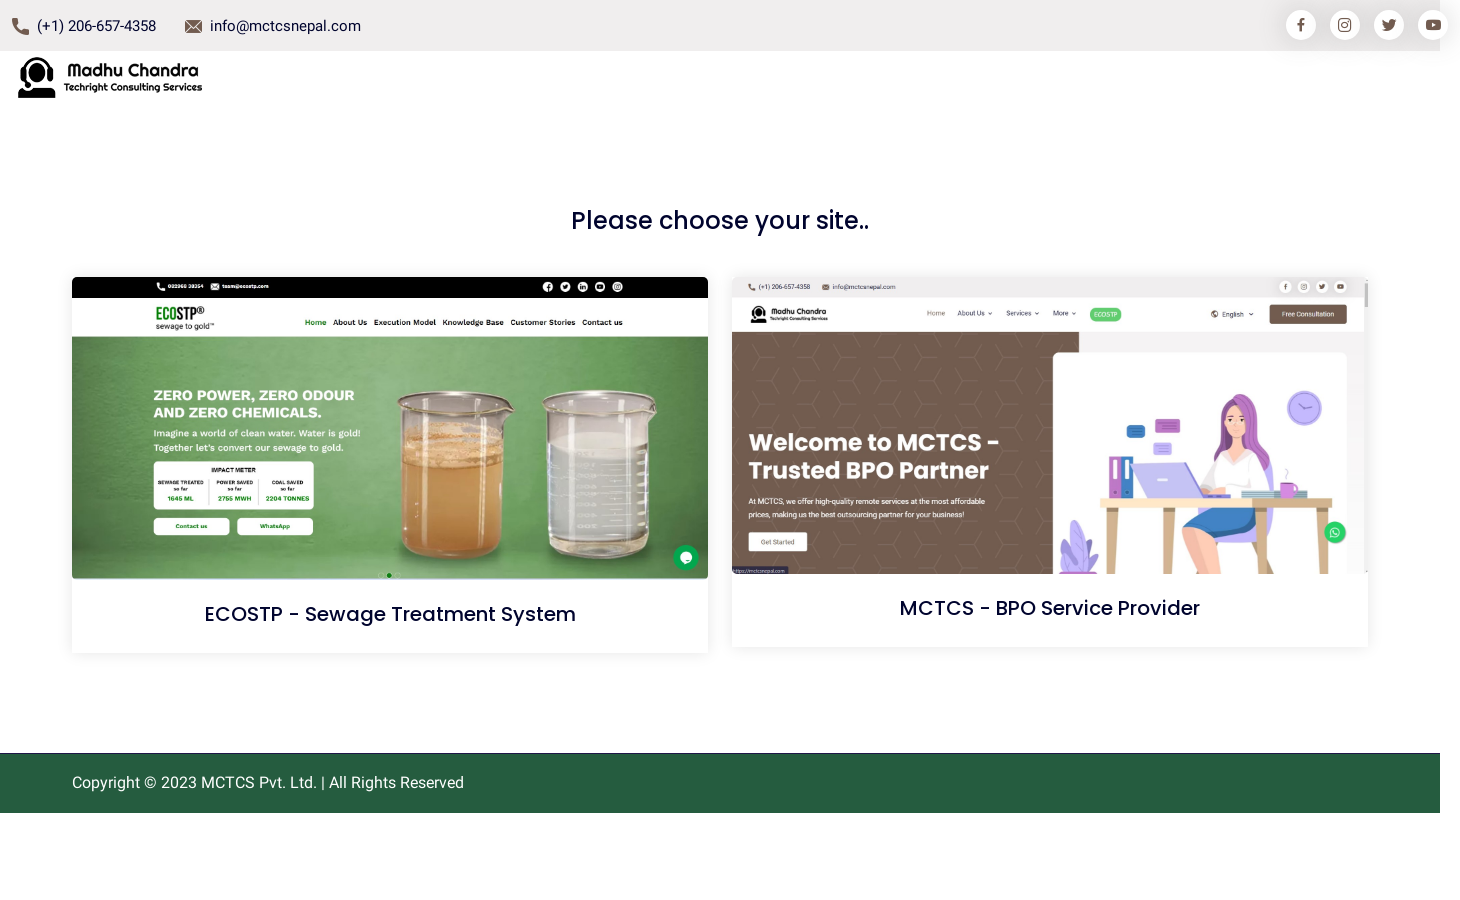 (+1) 206-657-4358 info@mctcsnepal.com
Madhu Chandra
Techright Consulting Services
Please choose your site..
082968 38354 team@ecostp.com
ECOSTP®
sewage to gold™
Home About Us Execution Model Knowledge Base Customer Stories Contact us
ZERO POWER, ZERO ODOUR
AND ZERO CHEMICALS.
Imagine a world of clean water. Water is gold!
Together let's convert our sewage to gold.
IMPACT METER
SEWAGE TREATED so far POWER SAVED so far COAL SAVED so far
1645 ML 2755 MWH 2204 TONNES
Contact us WhatsApp
ECOSTP - Sewage Treatment System
(+1) 206-657-4358 info@mctcsnepal.com
Madhu Chandra
Techright Consulting Services
Home About Us Services More ECOSTP English Free Consultation
Welcome to MCTCS -
Trusted BPO Partner
At MCTCS, we offer high-quality remote services at the most affordable
prices, making us the best outsourcing partner for your business!
Get Started
https://mctcsnepal.com
MCTCS - BPO Service Provider
Copyright © 2023 MCTCS Pvt. Ltd. | All Rights Reserved